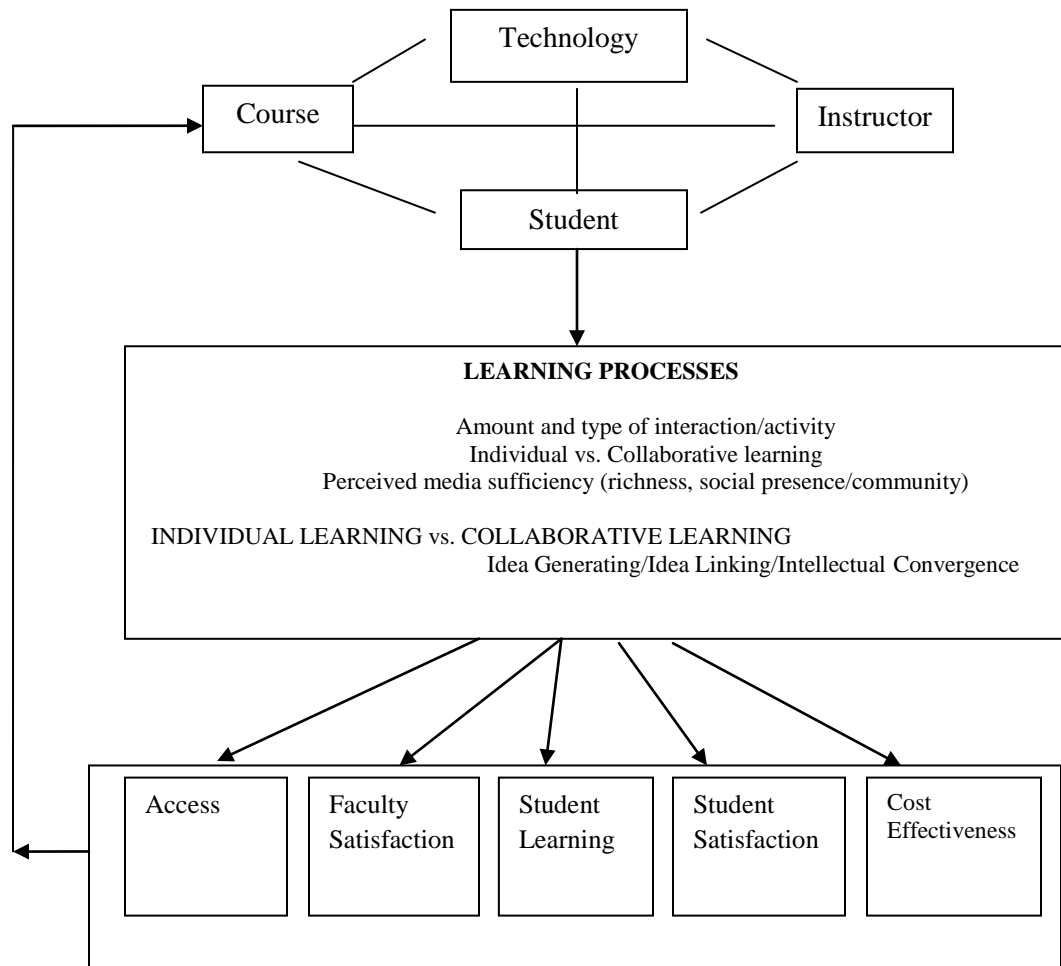 Technology
Course
Instructor
Student
LEARNING PROCESSES
Amount and type of interaction/activity
Individual vs. Collaborative learning
Perceived media sufficiency (richness, social presence/community)
INDIVIDUAL LEARNING vs. COLLABORATIVE LEARNING
Idea Generating/Idea Linking/Intellectual Convergence
Access
Faculty
Satisfaction
Student
Learning
Student
Satisfaction
Cost
Effectiveness